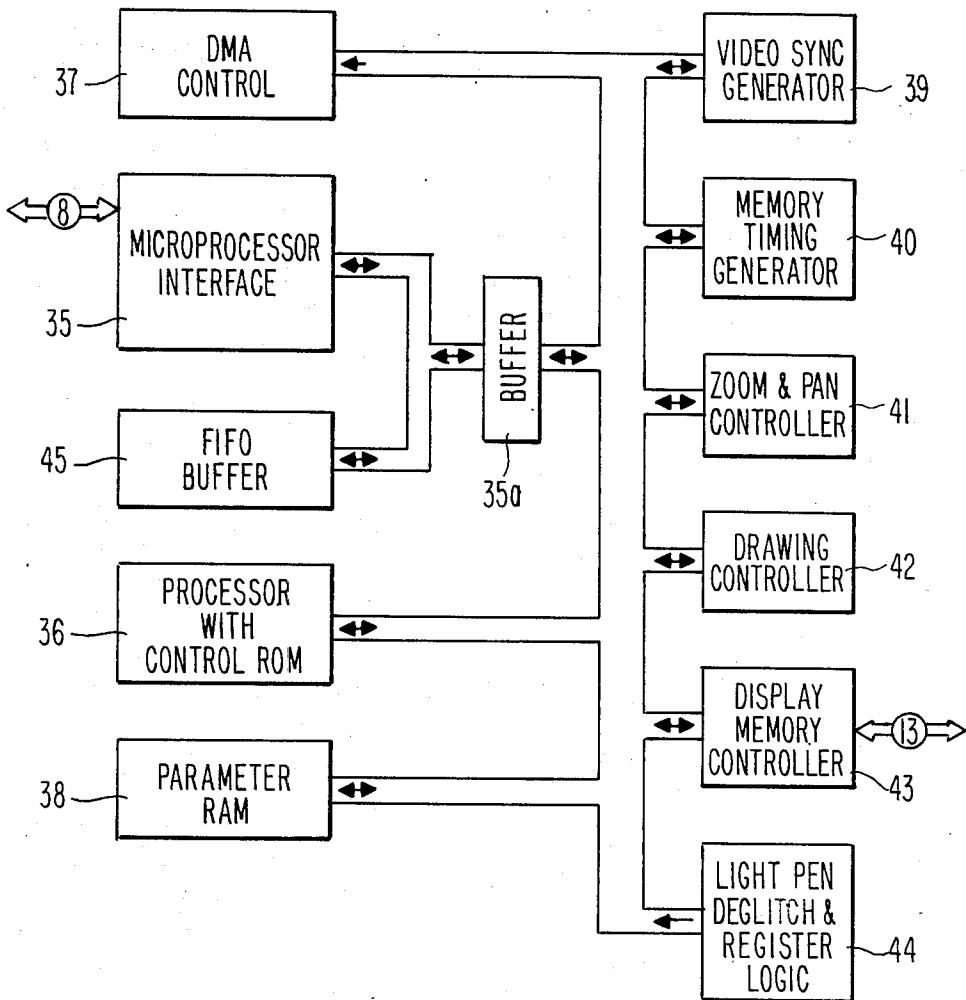 DMA
CONTROL
37
VIDEO SYNC
GENERATOR
39
8
MICROPROCESSOR
INTERFACE
35
MEMORY
TIMING
GENERATOR
40
BUFFER
35a
ZOOM & PAN
CONTROLLER
41
FIFO
BUFFER
45
DRAWING
CONTROLLER
42
PROCESSOR
WITH
CONTROL ROM
36
DISPLAY
MEMORY
CONTROLLER
13
43
PARAMETER
RAM
38
LIGHT PEN
DEGLITCH &
REGISTER
LOGIC
44